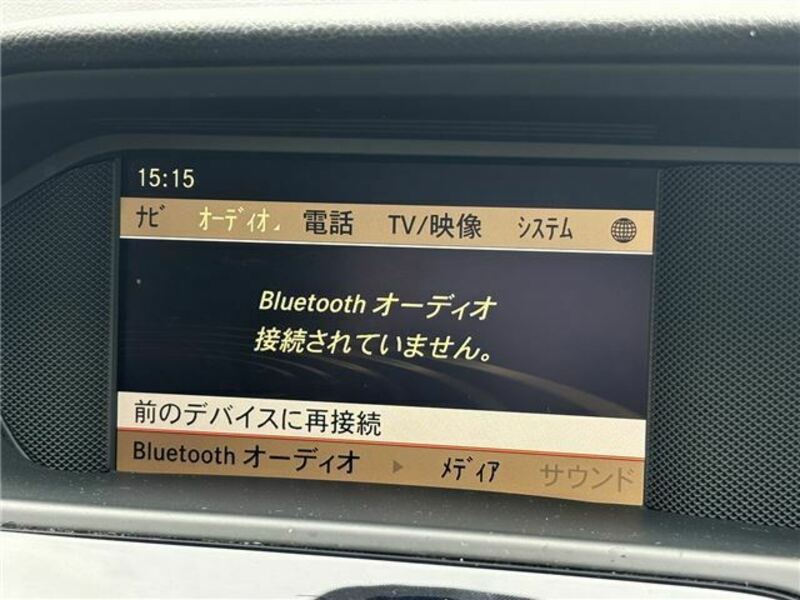 15:15
ナビ オーディオ 電話 TV/映像 システム
Bluetooth オーディオ
接続されていません。
前のデバイスに再接続
Bluetooth オーディオ ▶ メディア サウンド